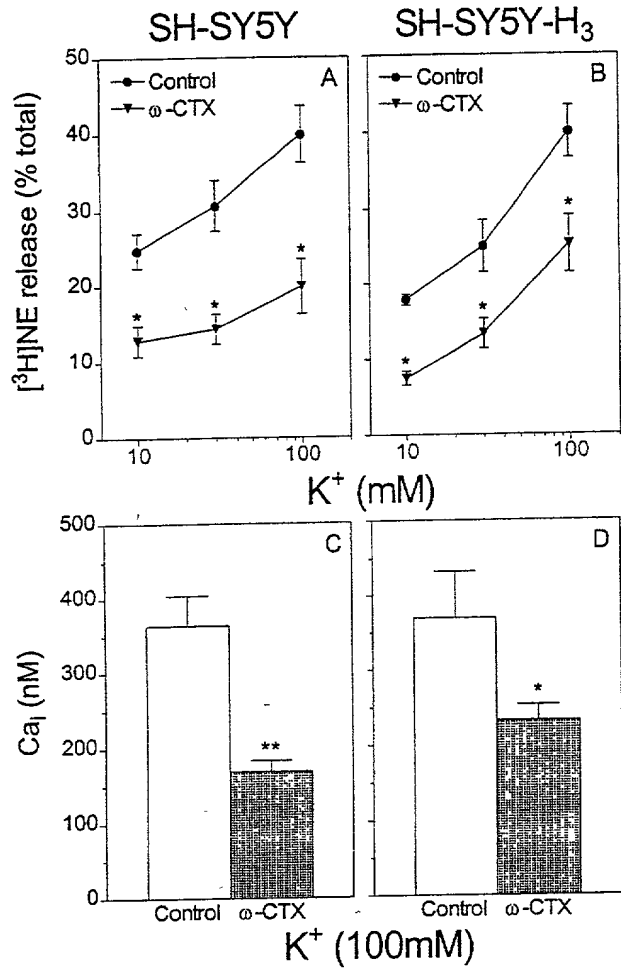 SH-SY5Y SH-SY5Y-H₃
50
40
30
20
10
0
[³H]NE release (% total)
Control
ω-CTX
A
*
*
*
10 100
Control
ω-CTX
B
*
*
*
10 100
K⁺ (mM)
500
400
300
200
100
0
Caᵢ (nM)
C
**
Control ω-CTX
D
*
Control ω-CTX
K⁺ (100mM)